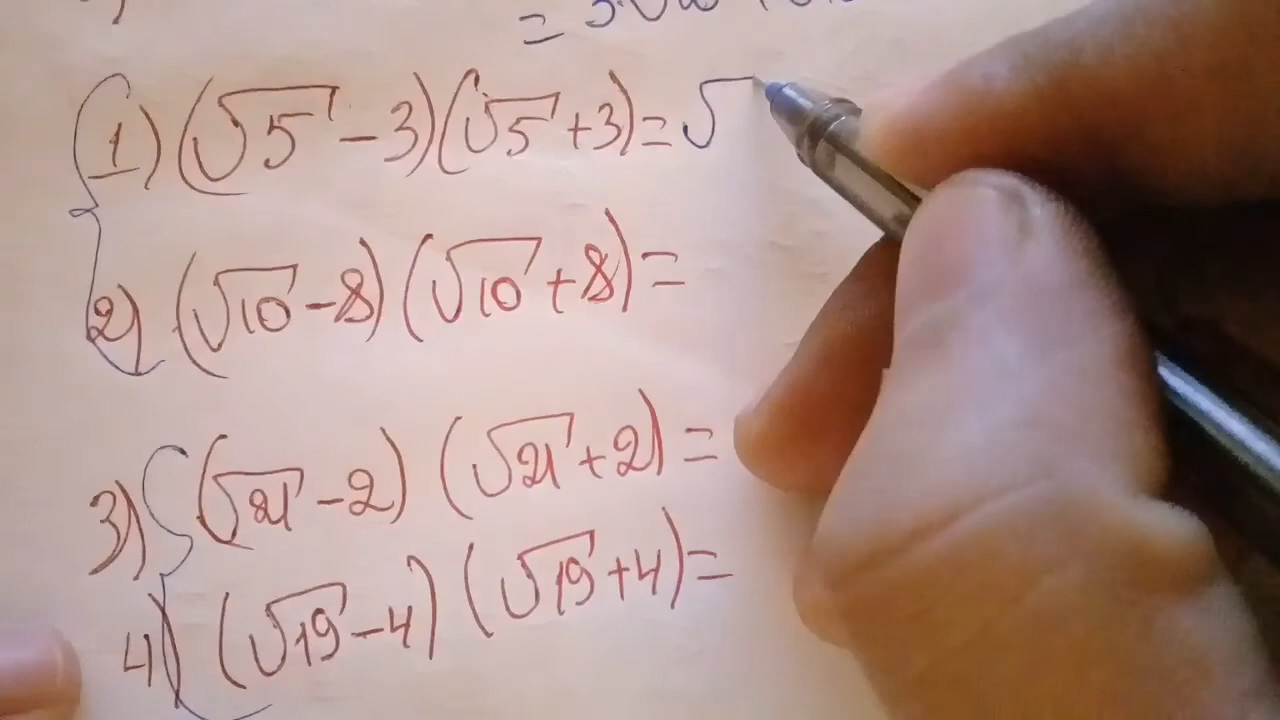 1) (√5 - 3)(√5 + 3) = √
2) (√10 - 8)(√10 + 8) =
3) (√21 - 2) (√21 + 2) =
4) (√19 - 4) (√19 + 4) =